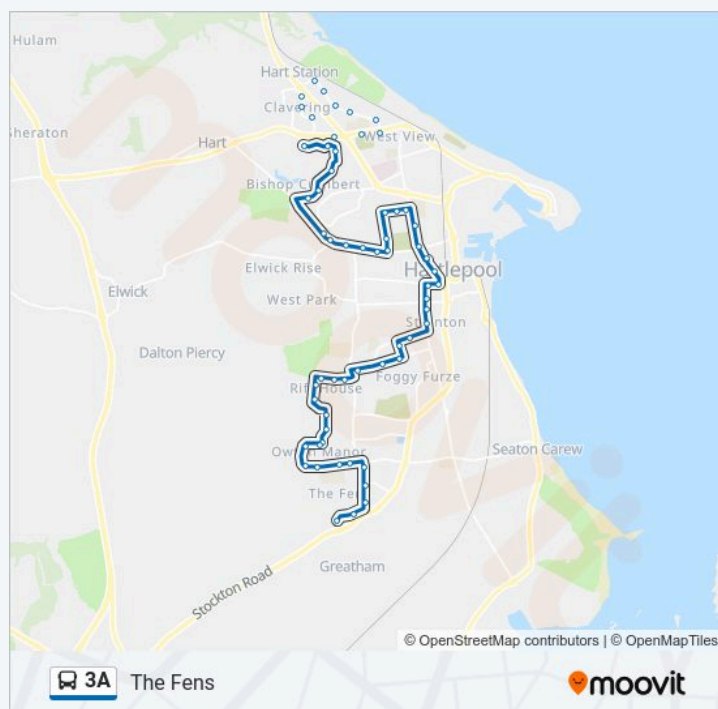 Hulam
Hart Station
Clavering
Sheraton
Hart
West View
Bishop Cuthbert
Elwick Rise
Hartlepool
Elwick
West Park
Stranton
Dalton Piercy
Foggy Furze
Rift House
Owton Manor
Seaton Carew
The Fens
Stockton Road
Greatham
© OpenStreetMap contributors | © OpenMapTiles
3A The Fens
moovit